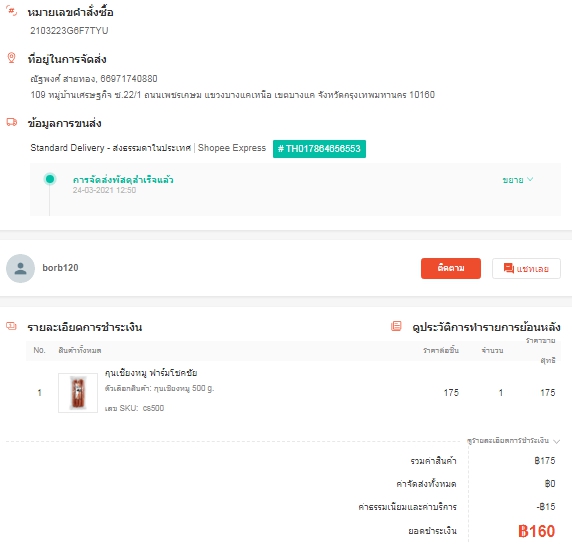 หมายเลขคำสั่งซื้อ
2103223G6F7TYU
ที่อยู่ในการจัดส่ง
ณัฐพงศ์ สายทอง, 66971740880
109 หมู่บ้านเศรษฐกิจ ซ.22/1 ถนนเพชรเกษม แขวงบางแคเหนือ เขตบางแค จังหวัดกรุงเทพมหานคร 10160
ข้อมูลการขนส่ง
Standard Delivery - ส่งธรรมดาในประเทศ | Shopee Express # TH017864656553
การจัดส่งพัสดุสำเร็จแล้ว ขยาย
24-03-2021 12:50
borb120 ติดตาม แชทเลย
รายละเอียดการชำระเงิน ดูประวัติการทำรายการย้อนหลัง
No. สินค้าทั้งหมด ราคาต่อชิ้น จำนวน ราคาขายสุทธิ
1 กุนเชียงหมู ฟาร์มโชคชัย 175 1 175
ตัวเลือกสินค้า: กุนเชียงหมู 500 g.
เลข SKU: cs500
ดูรายละเอียดการชำระเงิน
รวมค่าสินค้า ฿175
ค่าจัดส่งทั้งหมด ฿0
ค่าธรรมเนียมและค่าบริการ -฿15
ยอดชำระเงิน ฿160